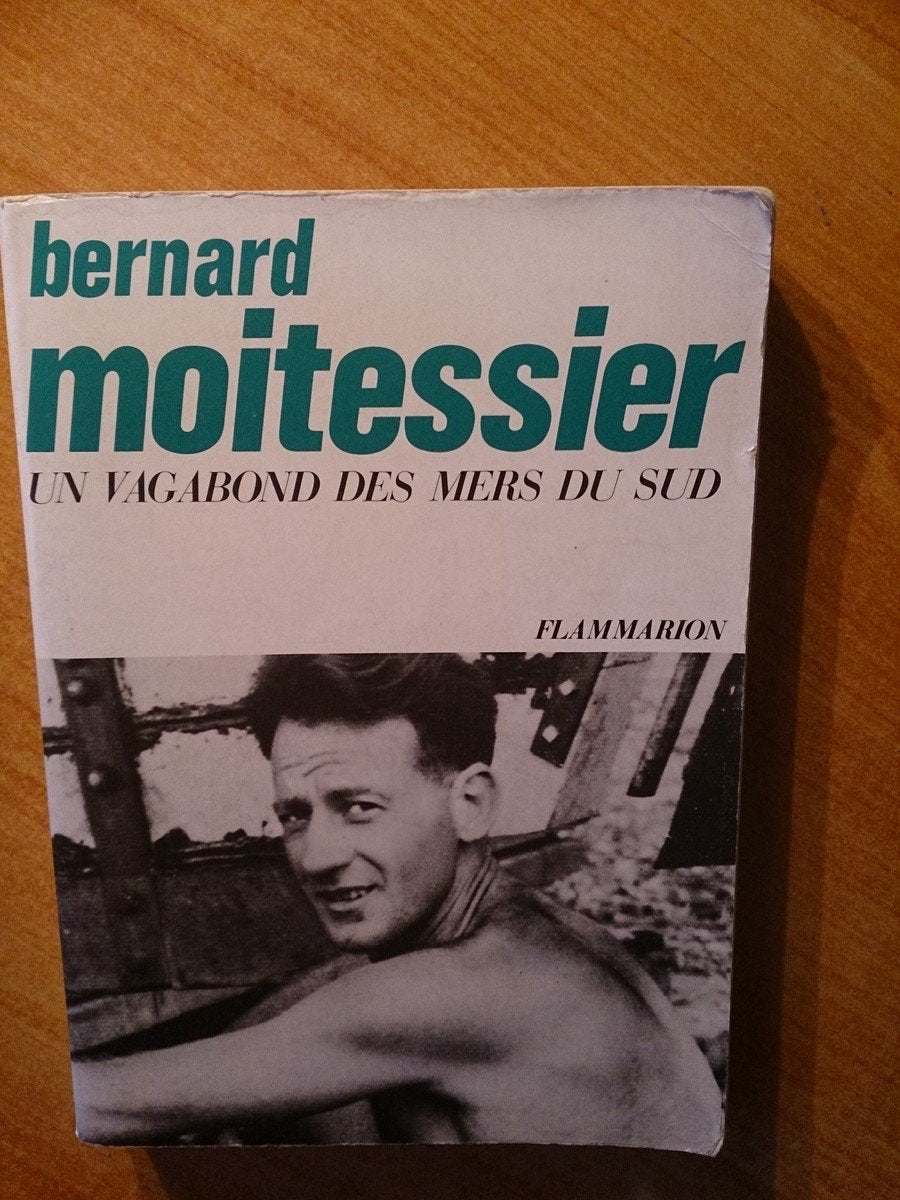 bernard
moitessier
UN VAGABOND DES MERS DU SUD
FLAMMARION